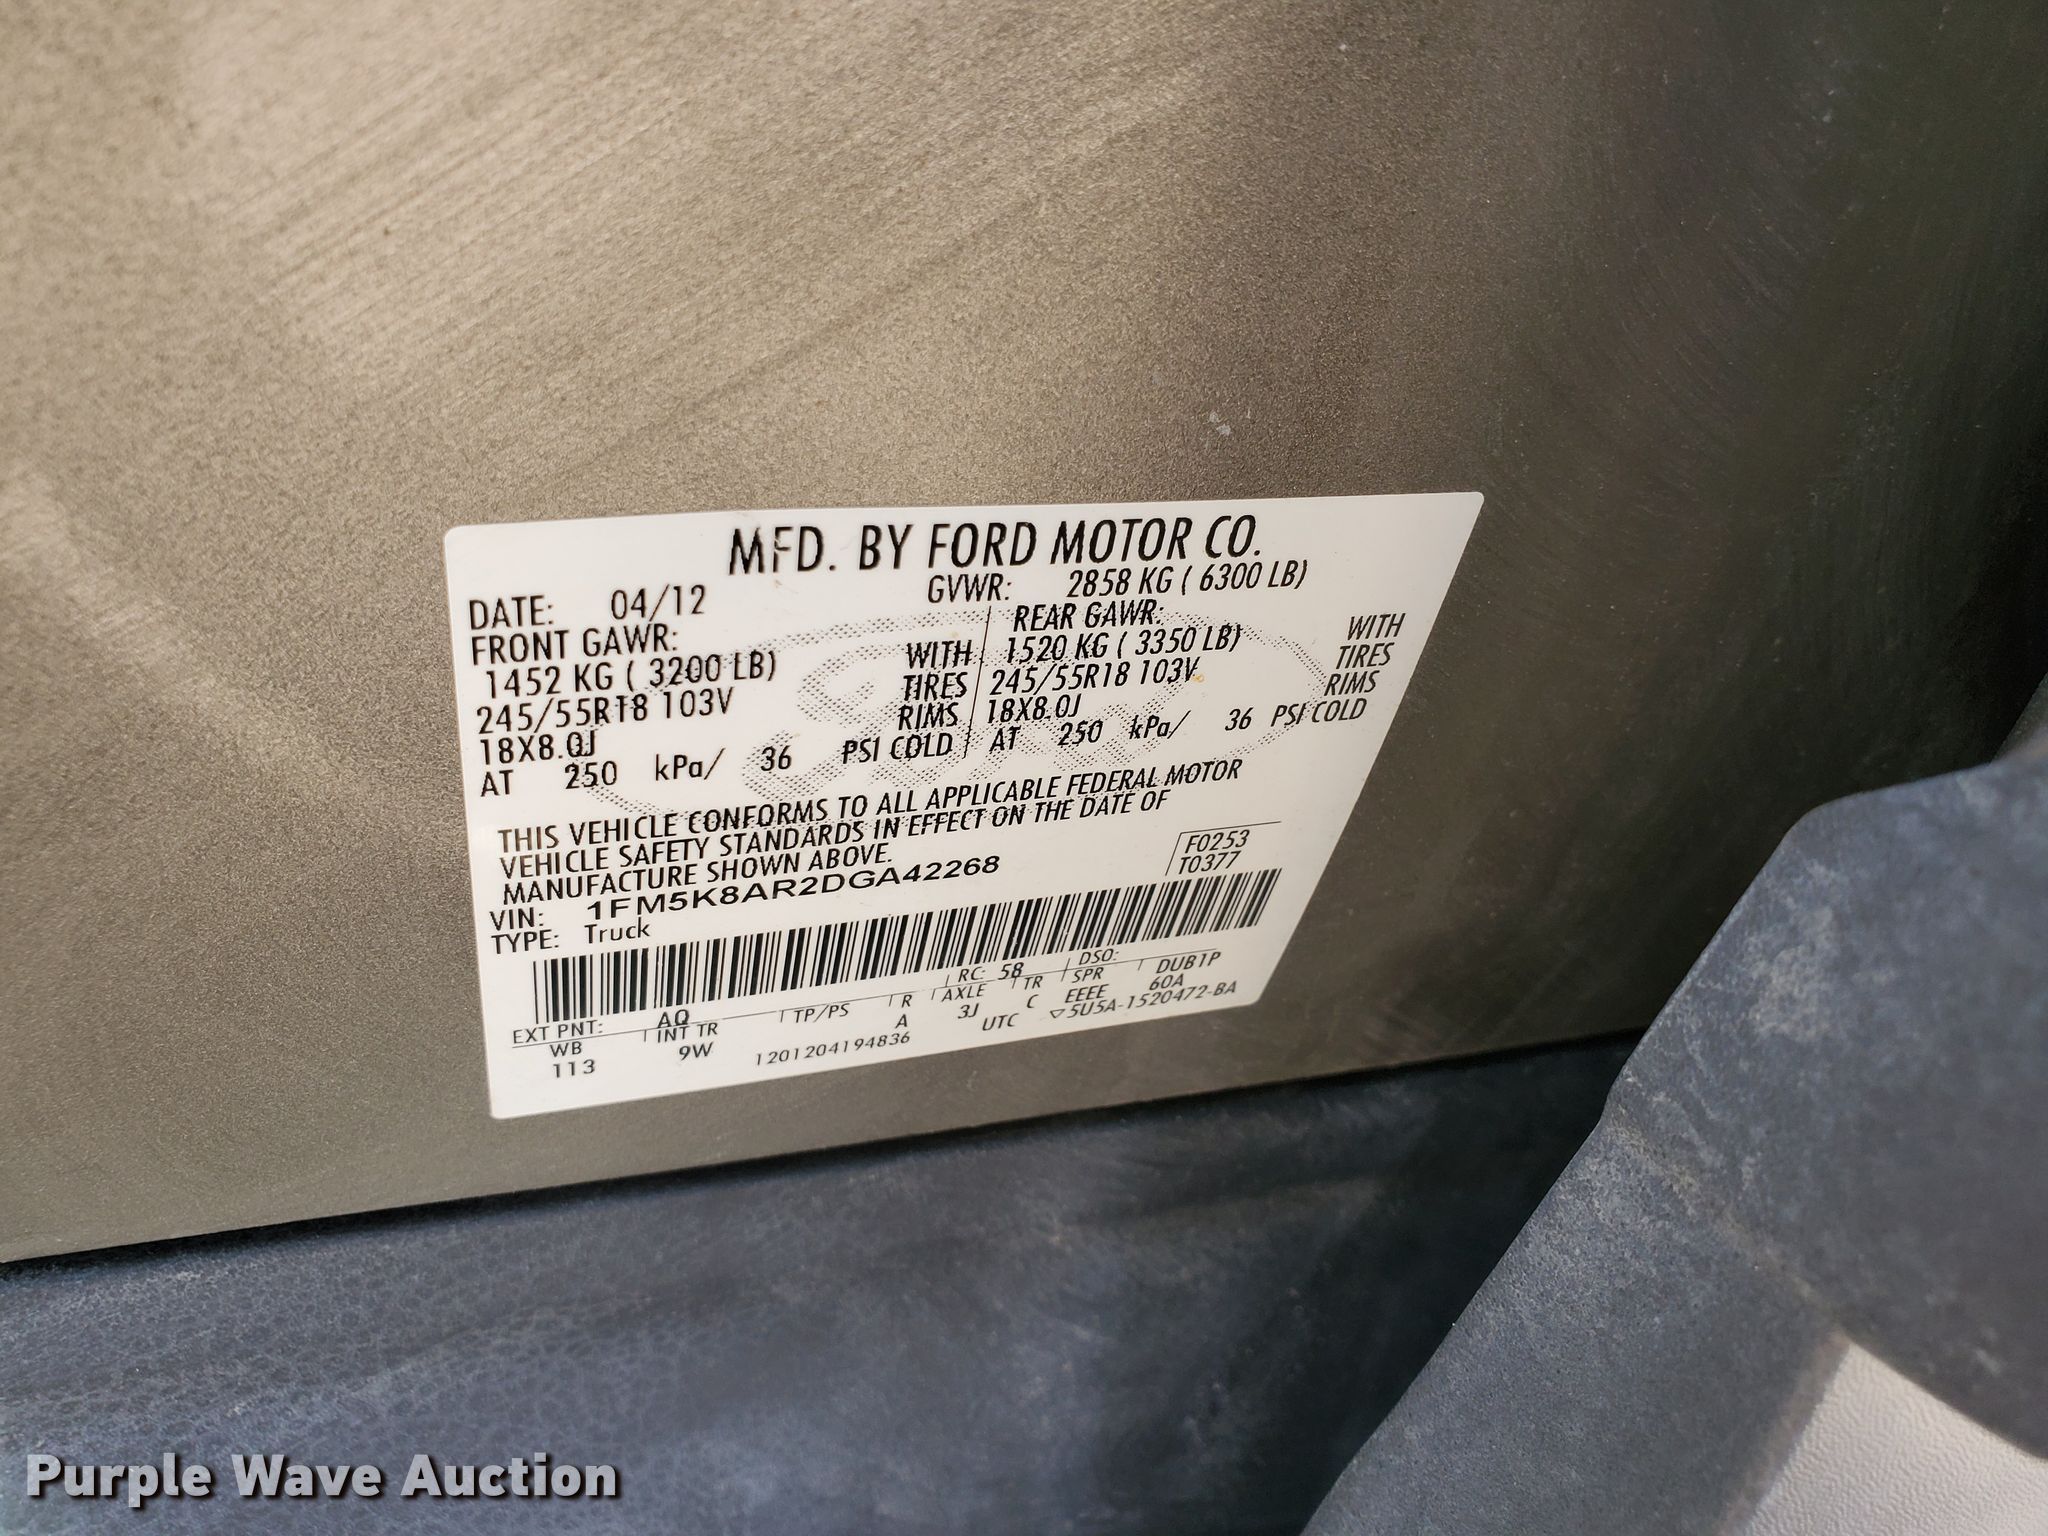 MFD. BY FORD MOTOR CO.
DATE: 04/12 GVWR: 2858 KG ( 6300 LB)
FRONT GAWR: REAR GAWR:
1452 KG ( 3200 LB) WITH 1520 KG ( 3350 LB) WITH
245/55R18 103V TIRES 245/55R18 103V TIRES
18X8.0J RIMS 18X8.0J RIMS
AT 250 kPa/ 36 PSI COLD AT 250 kPa/ 36 PSI COLD
THIS VEHICLE CONFORMS TO ALL APPLICABLE FEDERAL MOTOR
VEHICLE SAFETY STANDARDS IN EFFECT ON THE DATE OF
MANUFACTURE SHOWN ABOVE.
F0253
T0377
VIN: 1FM5K8AR2DGA42268
TYPE: Truck
EXT PNT: AQ RC: 58 DSO:
WB INT TR TP/PS R AXLE TR SPR DUB1P
113 9W A 3J C EEEE 60A
1201204194836 UTC ▽5U5A-1520472-BA
Purple Wave Auction